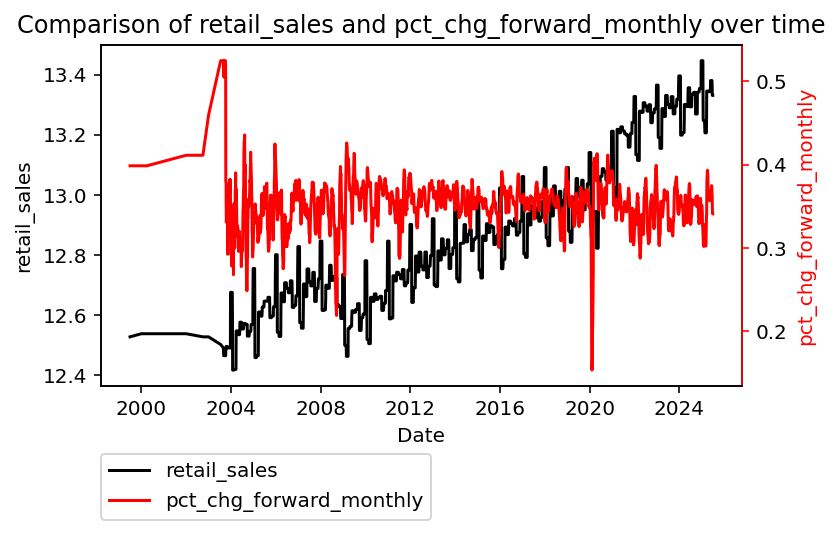 Comparison of retail_sales and pct_chg_forward_monthly over time
13.4
13.2
13.0
12.8
12.6
12.4
retail_sales
0.5
0.4
0.3
0.2
pct_chg_forward_monthly
2000 2004 2008 2012 2016 2020 2024
Date
retail_sales
pct_chg_forward_monthly